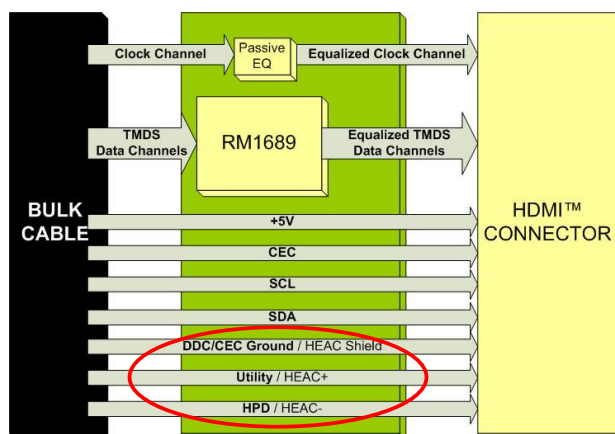 Clock Channel
Passive
EQ
Equalized Clock Channel
TMDS
Data Channels
RM1689
Equalized TMDS
Data Channels
BULK
CABLE
HDMI™
CONNECTOR
+5V
CEC
SCL
SDA
DDC/CEC Ground / HEAC Shield
Utility / HEAC+
HPD / HEAC-